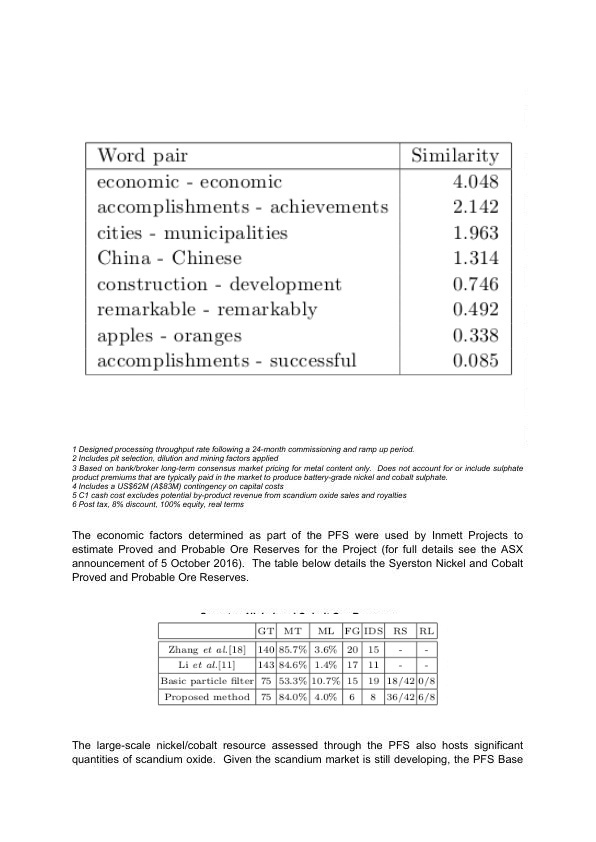 Word pair Similarity
economic - economic 4.048
accomplishments - achievements 2.142
cities - municipalities 1.963
China - Chinese 1.314
construction - development 0.746
remarkable - remarkably 0.492
apples - oranges 0.338
accomplishments - successful 0.085
1 Designed processing throughput rate following a 24-month commissioning and ramp up period.
2 Includes pit selection, dilution and mining factors applied
3 Based on bank/broker long-term consensus market pricing for metal content only. Does not account for or include sulphate
product premiums that are typically paid in the market to produce battery-grade nickel and cobalt sulphate.
4 Includes a US$62M (A$83M) contingency on capital costs
5 C1 cash cost excludes potential by-product revenue from scandium oxide sales and royalties
6 Post tax, 8% discount, 100% equity, real terms
The economic factors determined as part of the PFS were used by Inmett Projects to
estimate Proved and Probable Ore Reserves for the Project (for full details see the ASX
announcement of 5 October 2016). The table below details the Syerston Nickel and Cobalt
Proved and Probable Ore Reserves.
GT MT ML FG IDS RS RL
Zhang et al.[18] 140 85.7% 3.6% 20 15 - -
Li et al.[11] 143 84.6% 1.4% 17 11 - -
Basic particle filter 75 53.3% 10.7% 15 19 18/42 0/8
Proposed method 75 84.0% 4.0% 6 8 36/42 6/8
The large-scale nickel/cobalt resource assessed through the PFS also hosts significant
quantities of scandium oxide. Given the scandium market is still developing, the PFS Base